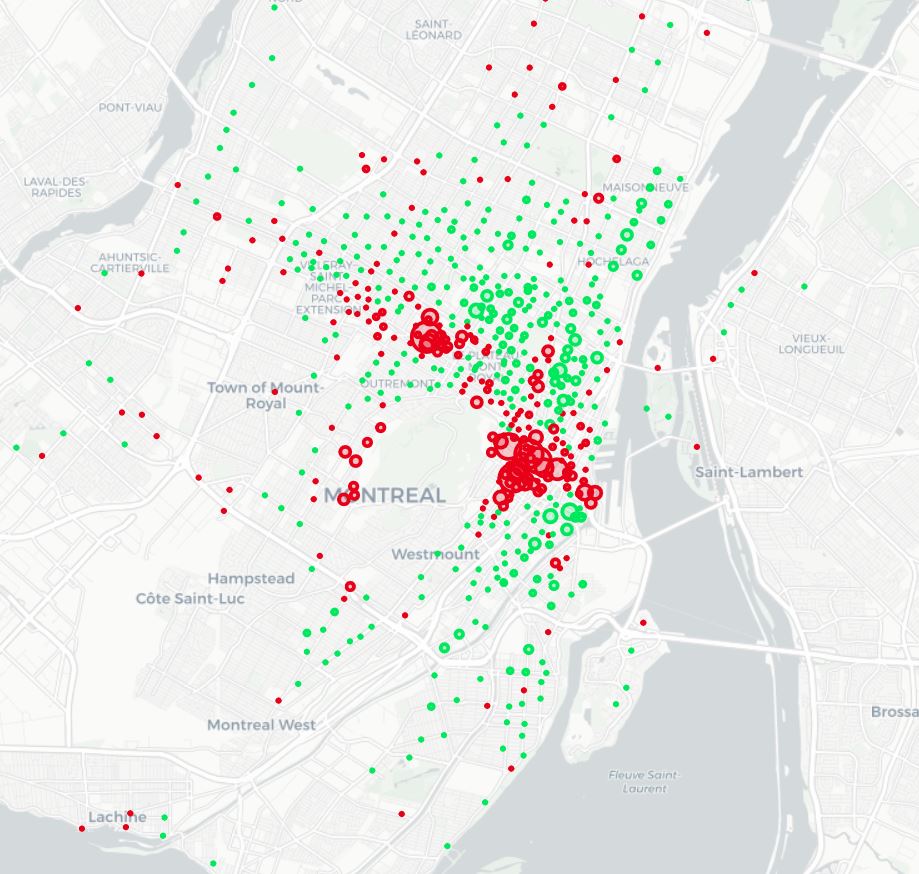 SAINT-
LÉONARD
PONT-VIAU
LAVAL-DES-
RAPIDES
MAISONNEUVE
AHUNTSIC-
CARTIERVILLE
HOCHELAGA
VILLERAY-
SAINT-
MICHEL-
PARC-
EXTENSION
VIEUX-
LONGUEUIL
PLATEAU
MONT-
Town of Mount-
Royal
OUTREMONT
Saint-Lambert
MONTREAL
Westmount
Hampstead
Côte Saint-Luc
Montreal West
Brossa
Fleuve Saint-
Laurent
Lachine